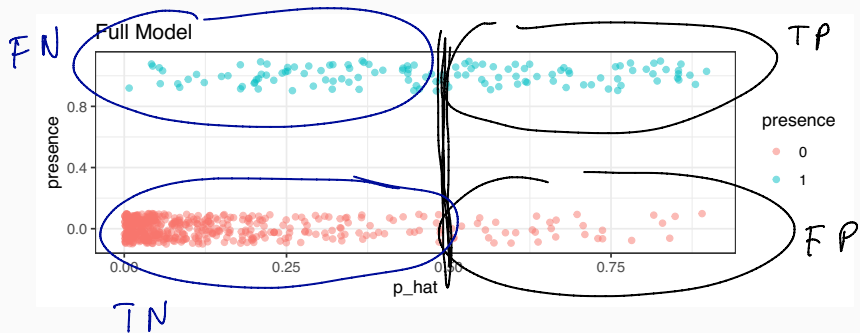 FN
Full Model
TP
0.8
0.4
0.0
presence
presence
0
1
FP
0.00
0.25
0.50
0.75
p_hat
TN